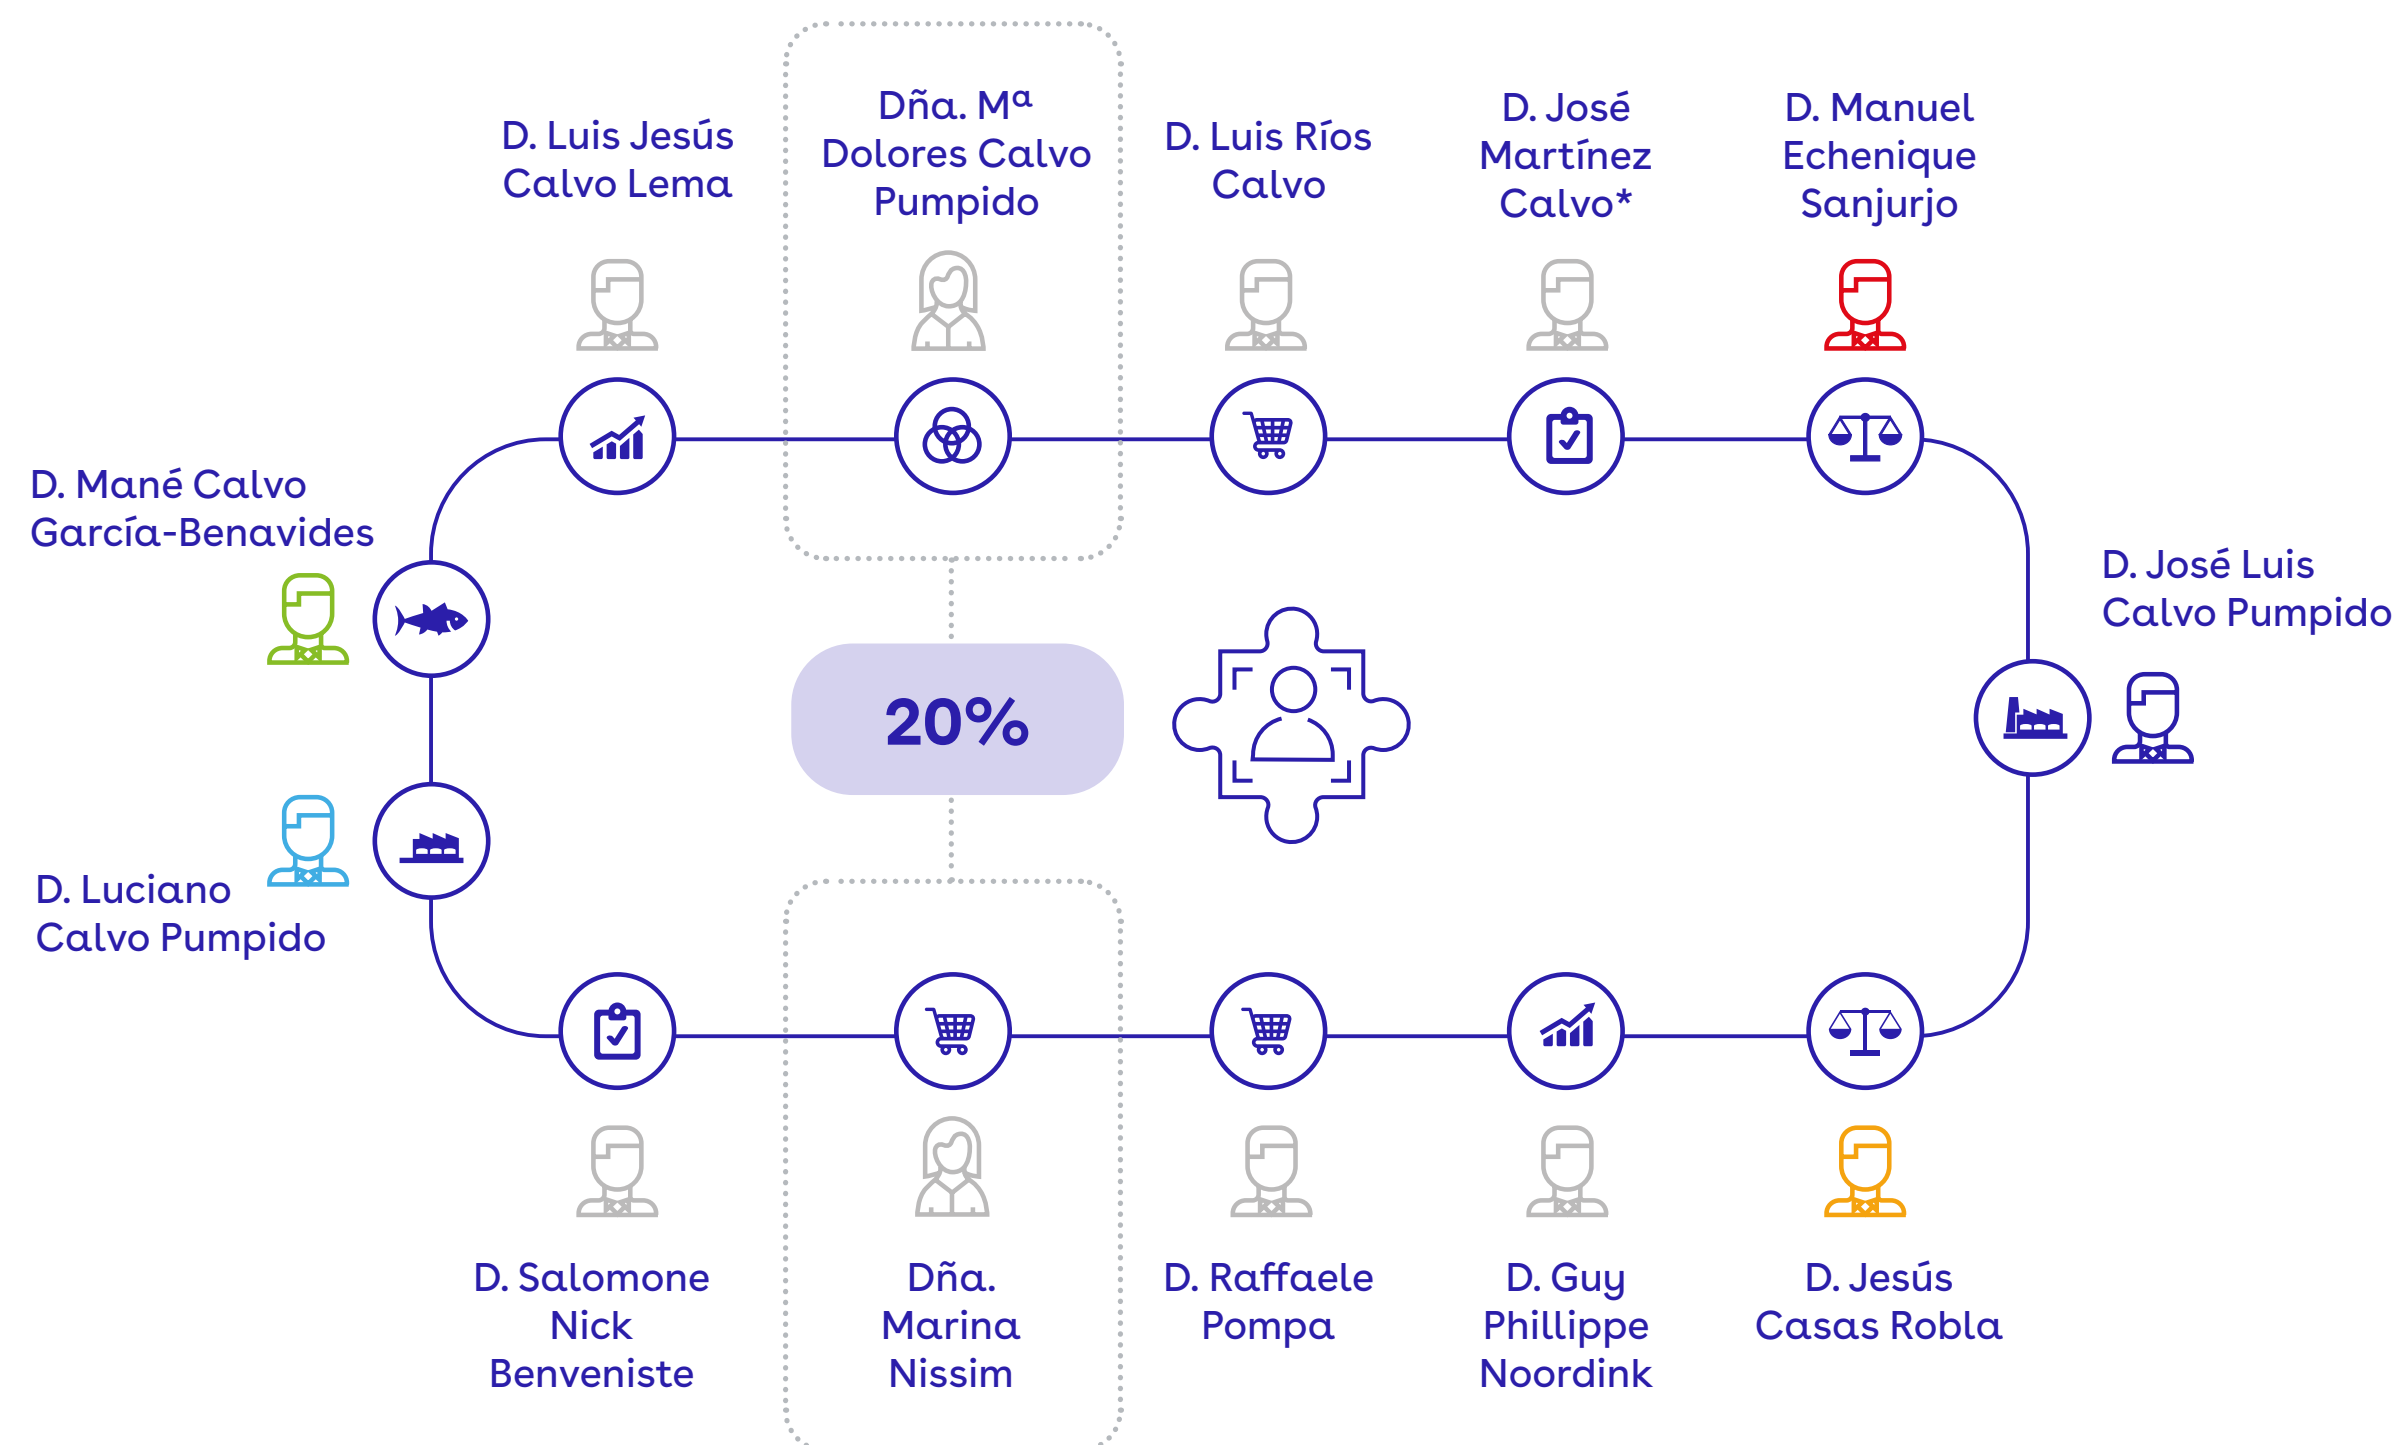 D. Luis Jesús
Calvo Lema
Dña. Mª
Dolores Calvo
Pumpido
D. Luis Ríos
Calvo
D. José
Martínez
Calvo*
D. Manuel
Echenique
Sanjurjo
D. Mané Calvo
García-Benavides
D. José Luis
Calvo Pumpido
20%
D. Luciano
Calvo Pumpido
D. Salomone
Nick
Benveniste
Dña.
Marina
Nissim
D. Raffaele
Pompa
D. Guy
Phillippe
Noordink
D. Jesús
Casas Robla